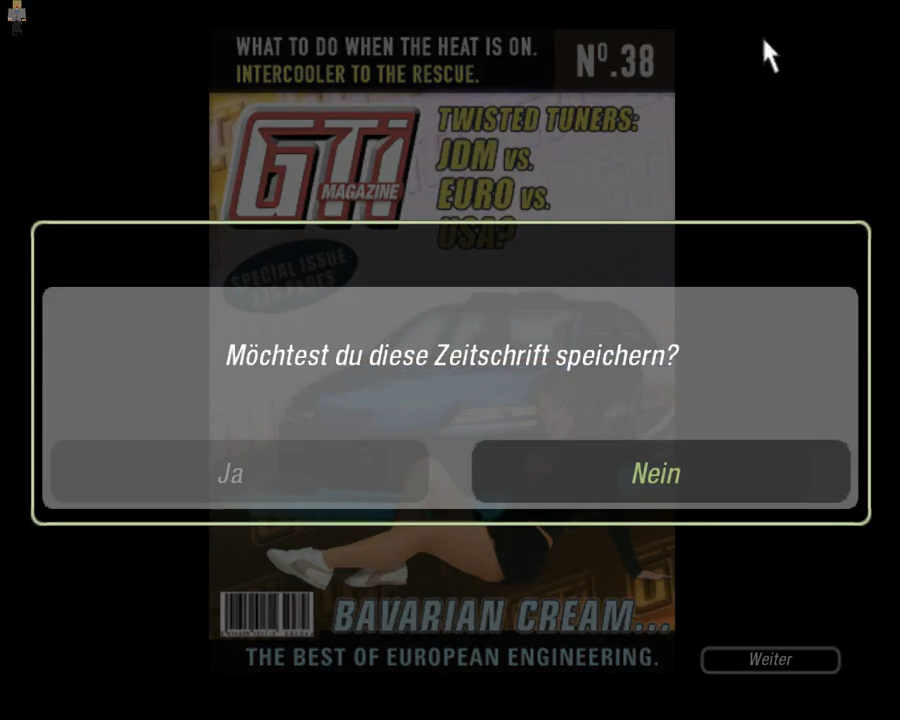 WHAT TO DO WHEN THE HEAT IS ON.
INTERCOOLER TO THE RESCUE.
Nº.38
GTi
MAGAZINE
TWISTED TUNERS:
JDM VS.
EURO VS.
USA?
SPECIAL ISSUE
220 PAGES
Möchtest du diese Zeitschrift speichern?
Ja
Nein
BAVARIAN CREAM...
THE BEST OF EUROPEAN ENGINEERING.
Weiter